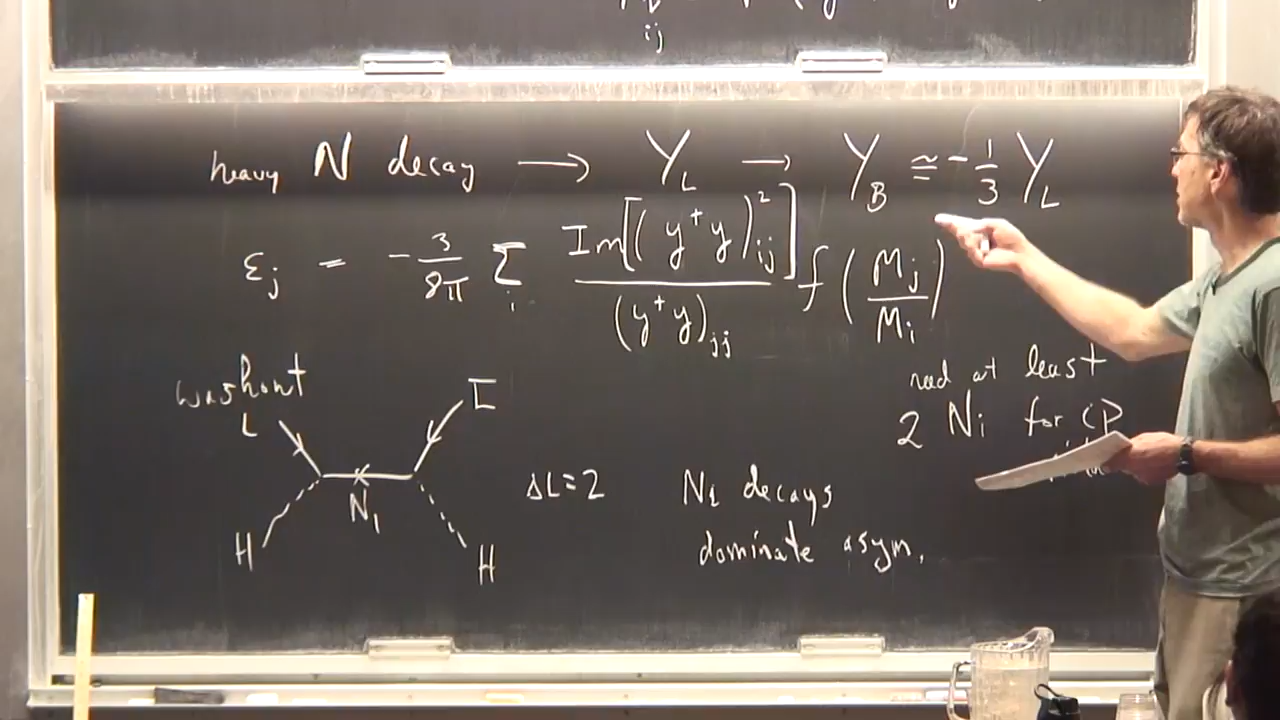 ij
heavy N decay → Y_L → Y_B ≅ -1/3 Y_L
ε_j = -3/8π Σ_i Im[(y⁺y)²_ij] / (y⁺y)_jj f(M_j/M_i)
need at least
2 N_i for CP
washout
L
L̅
N_1
H
H
ΔL=2
N_1 decays
dominate asym.